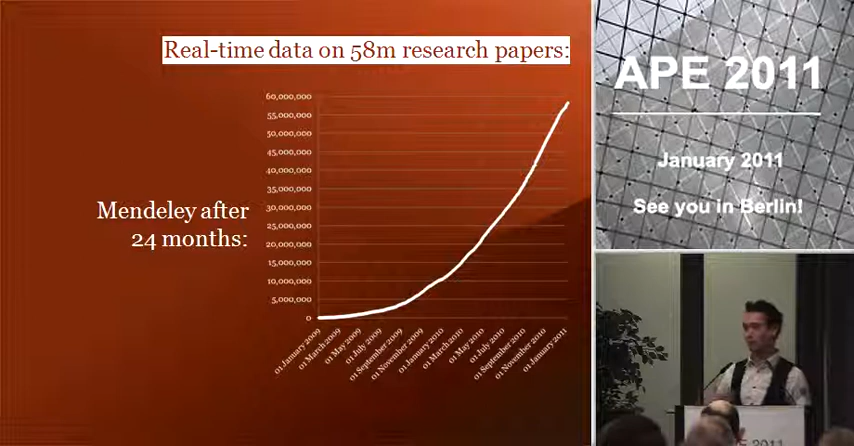 Real-time data on 58m research papers:
Mendeley after
24 months:
60,000,000
55,000,000
50,000,000
45,000,000
40,000,000
35,000,000
30,000,000
25,000,000
20,000,000
15,000,000
10,000,000
5,000,000
0
01 January 2009
01 March 2009
01 May 2009
01 July 2009
01 September 2009
01 November 2009
01 January 2010
01 March 2010
01 May 2010
01 July 2010
01 September 2010
01 November 2010
01 January 2011
APE 2011
January 2011
See you in Berlin!
E 2011